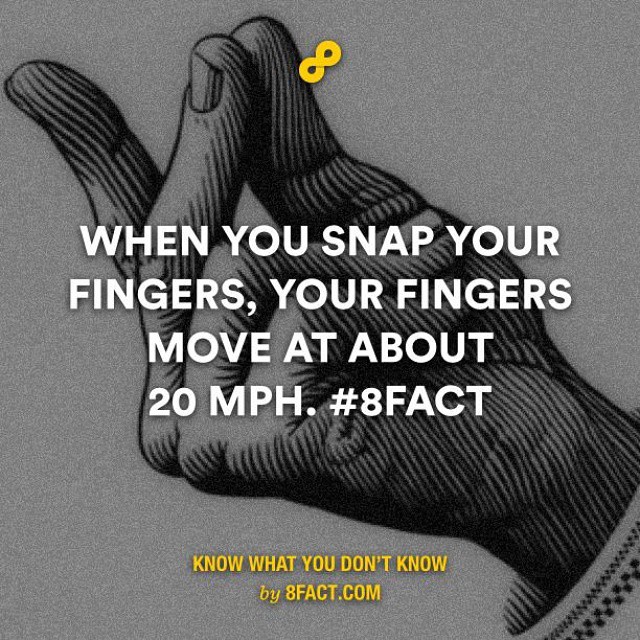 WHEN YOU SNAP YOUR
FINGERS, YOUR FINGERS
MOVE AT ABOUT
20 MPH. #8FACT
KNOW WHAT YOU DON'T KNOW
by 8FACT.COM